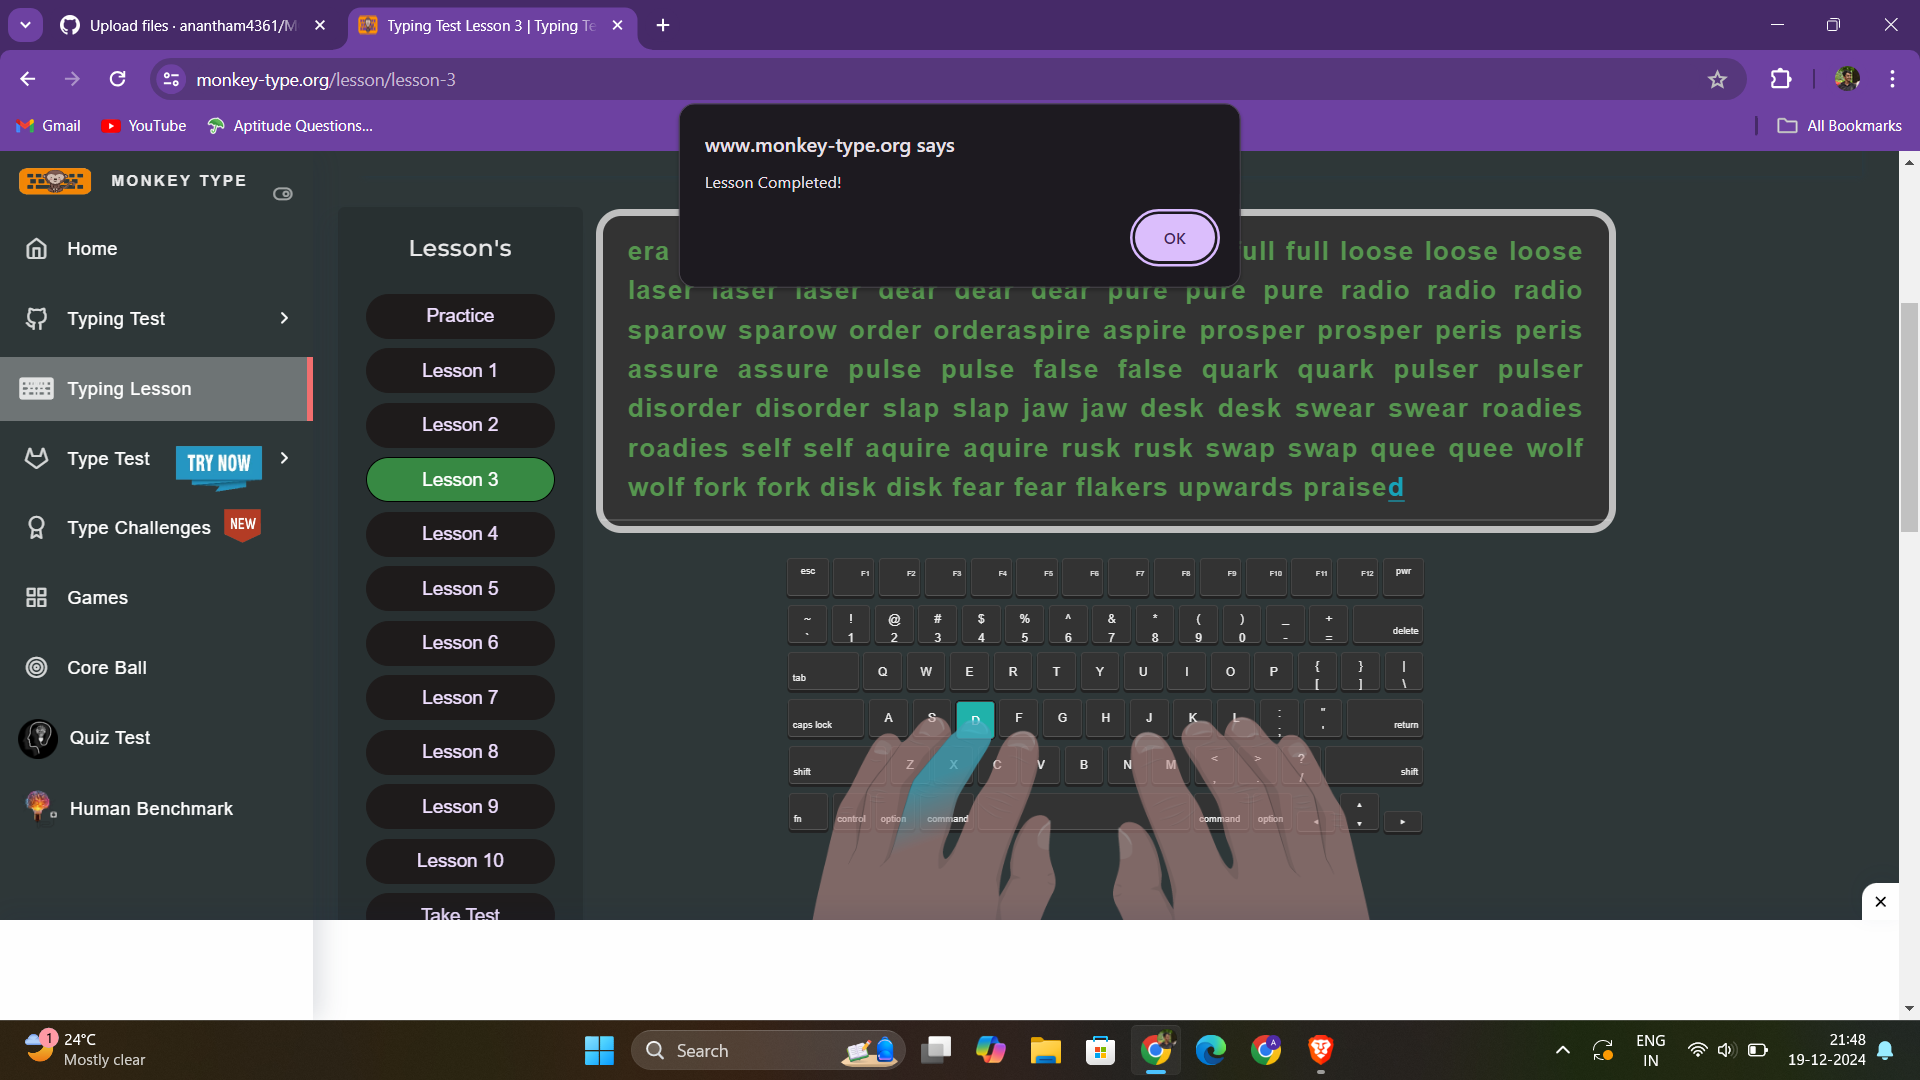 Upload files · anantham4361/M
Typing Test Lesson 3 | Typing Te
monkey-type.org/lesson/lesson-3
Gmail
YouTube
Aptitude Questions...
All Bookmarks
www.monkey-type.org says
Lesson Completed!
OK
MONKEY TYPE
Home
Typing Test
Typing Lesson
Type Test
TRY NOW
Type Challenges
NEW
Games
Core Ball
Quiz Test
Human Benchmark
Lesson's
Practice
Lesson 1
Lesson 2
Lesson 3
Lesson 4
Lesson 5
Lesson 6
Lesson 7
Lesson 8
Lesson 9
Lesson 10
Take Test
era full full loose loose loose
laser laser laser dear dear dear pure pure pure radio radio radio
sparow sparow order orderaspire aspire prosper prosper peris peris
assure assure pulse pulse false false quark quark pulser pulser
disorder disorder slap slap jaw jaw desk desk swear swear roadies
roadies self self aquire aquire rusk rusk swap swap quee quee wolf
wolf fork fork disk disk fear fear flakers upwards praised
esc F1 F2 F3 F4 F5 F6 F7 F8 F9 F10 F11 F12 pwr
~ ! @ # $ % ^ & * ( ) _ +
` 1 2 3 4 5 6 7 8 9 0 - = delete
tab Q W E R T Y U I O P { } |
[ ] \
caps lock A S D F G H J K L : "
; ' return
shift Z X C V B N M < > ?
, . / shift
fn control option command command option
24°C
Mostly clear
1
Search
ENG
IN
21:48
19-12-2024